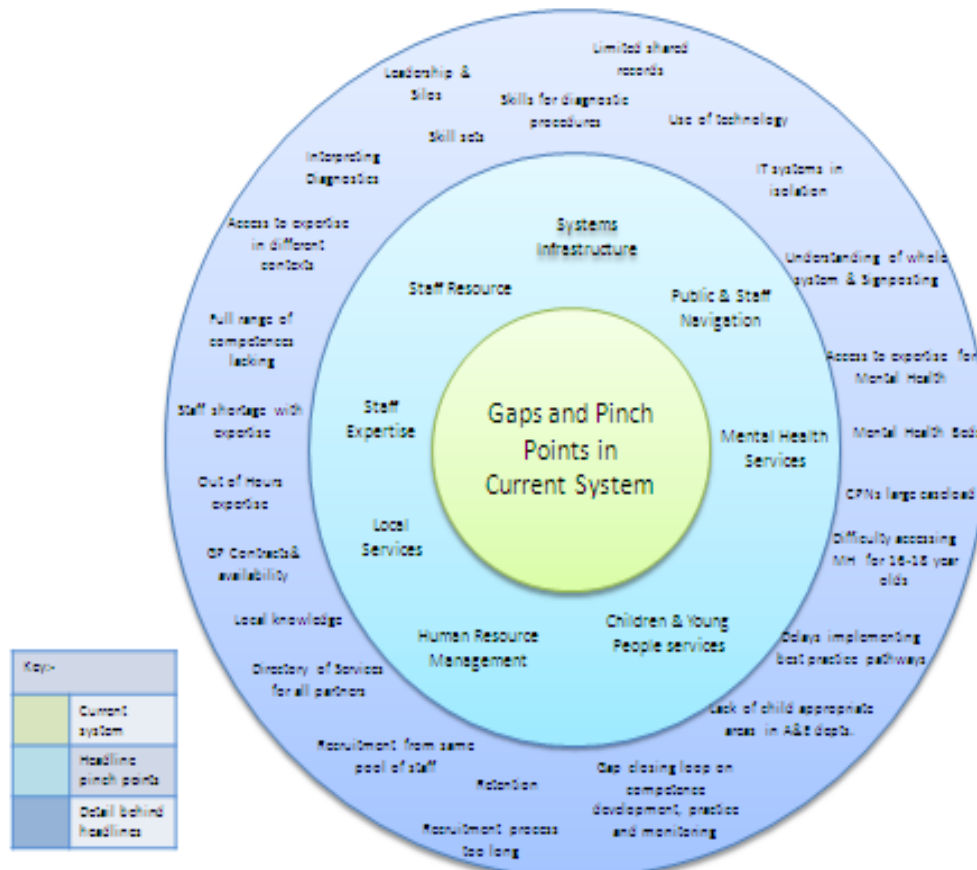 Limited shared
records
Leadership &
Silos
Skills for diagnostic
procedures
Use of technology
Skill sets
Interpreting
Diagnostics
IT systems in
isolation
Access to expertise
in different
contexts
Systems
Infrastructure
Understanding of whole
system & Signposting
Staff Resource
Public & Staff
Navigation
Full range of
competences
lacking
Access to expertise for
Mental Health
Staff shortage with
expertise
Staff
Expertise
Gaps and Pinch
Points in
Current System
Mental Health
Services
Mental Health Beds
Out of Hours
expertise
CPNs large caseload
Local
Services
Difficulty accessing
MH for 16-18 year
olds
GP Contracts&
availability
Local knowledge
Human Resource
Management
Children & Young
People services
Delays implementing
best practice pathways
Directory of Services
for all partners
Lack of child appropriate
areas in A&E depts.
Recruitment from same
pool of staff
Retention
Gap closing loop on
competence
development, practice
and monitoring
Recruitment process
too long
Key:-
Current
system
Headline
pinch points
Detail behind
headlines